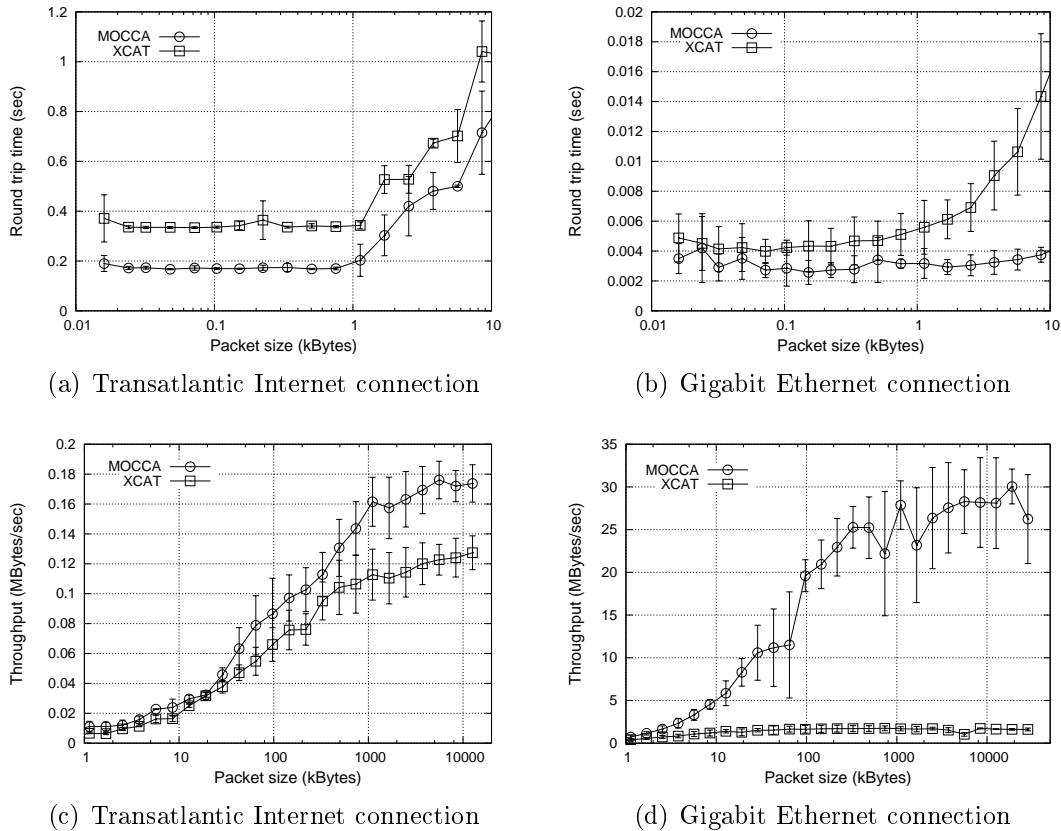 1.2
1
0.8
0.6
0.4
0.2
0
0.01
0.1
1
10
Round trip time (sec)
Packet size (kBytes)
MOCCA
XCAT
(a) Transatlantic Internet connection
0.02
0.018
0.016
0.014
0.012
0.01
0.008
0.006
0.004
0.002
0
0.01
0.1
1
10
Round trip time (sec)
Packet size (kBytes)
MOCCA
XCAT
(b) Gigabit Ethernet connection
0.2
0.18
0.16
0.14
0.12
0.1
0.08
0.06
0.04
0.02
0
1
10
100
1000
10000
Throughput (MBytes/sec)
Packet size (kBytes)
MOCCA
XCAT
(c) Transatlantic Internet connection
35
30
25
20
15
10
5
0
1
10
100
1000
10000
Throughput (MBytes/sec)
Packet size (kBytes)
MOCCA
XCAT
(d) Gigabit Ethernet connection